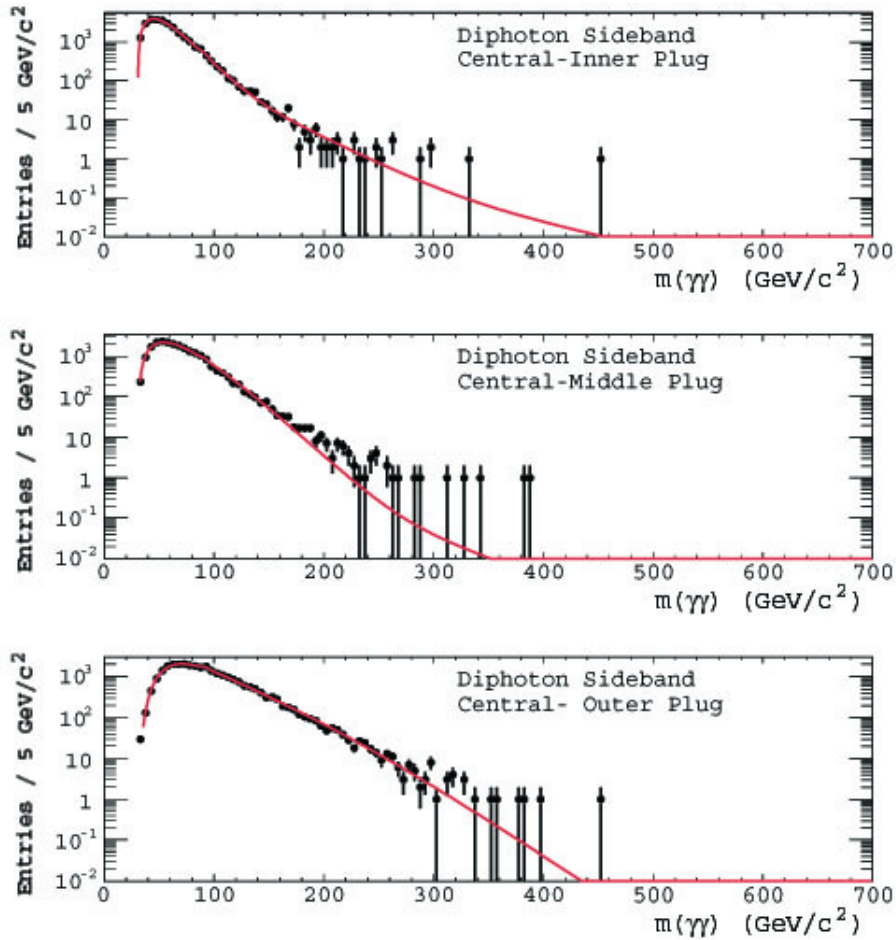 Entries / 5 GeV/c²
10³
10²
10
1
10⁻¹
10⁻²
Diphoton Sideband
Central-Inner Plug
0 100 200 300 400 500 600 700
m(γγ) (GeV/c²)
Entries / 5 GeV/c²
10³
10²
10
1
10⁻¹
10⁻²
Diphoton Sideband
Central-Middle Plug
0 100 200 300 400 500 600 700
m(γγ) (GeV/c²)
Entries / 5 GeV/c²
10³
10²
10
1
10⁻¹
10⁻²
Diphoton Sideband
Central- Outer Plug
0 100 200 300 400 500 600 700
m(γγ) (GeV/c²)